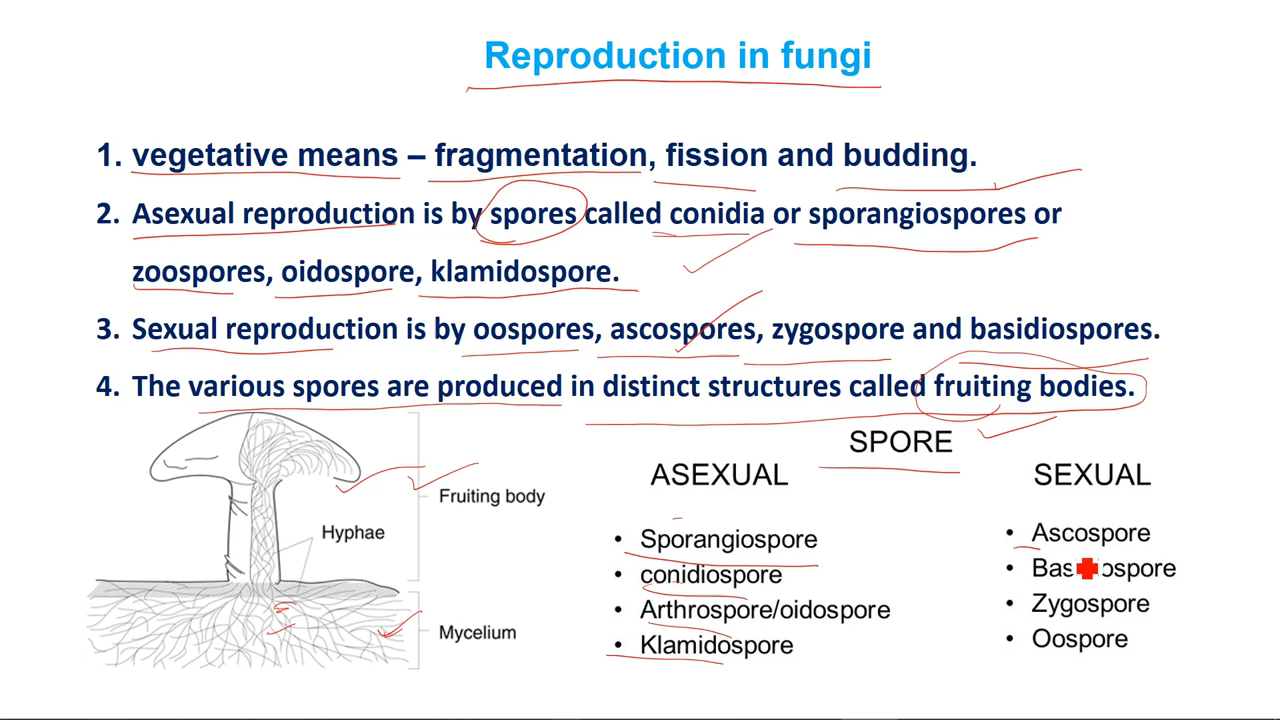 Reproduction in fungi
1. vegetative means – fragmentation, fission and budding.
2. Asexual reproduction is by spores called conidia or sporangiospores or
zoospores, oidospore, klamidospore.
3. Sexual reproduction is by oospores, ascospores, zygospore and basidiospores.
4. The various spores are produced in distinct structures called fruiting bodies.
SPORE
ASEXUAL
• Sporangiospore
• conidiospore
• Arthrospore/oidospore
• Klamidospore
SEXUAL
• Ascospore
•
• Zygospore
• Oospore
Fruiting body
Hyphae
Mycelium